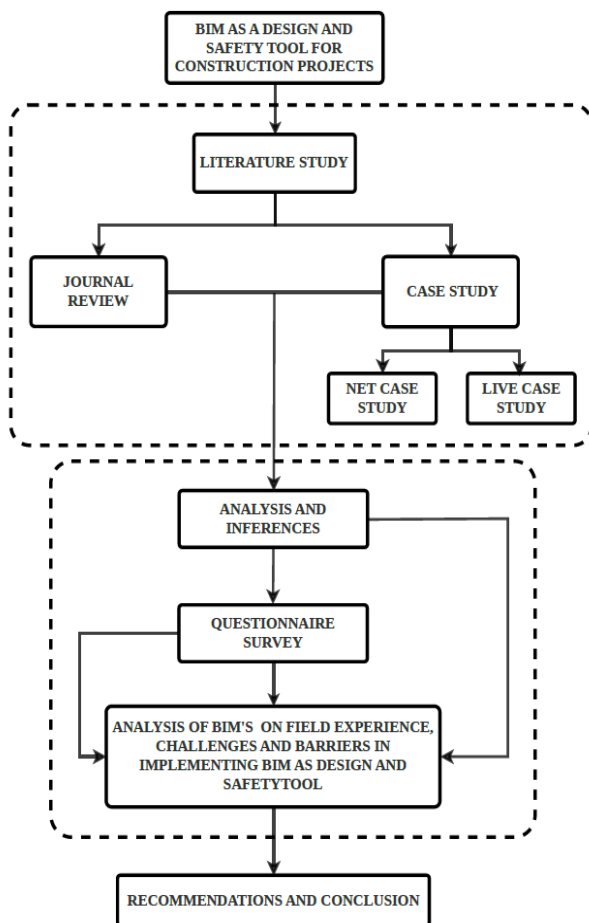 BIM AS A DESIGN AND
SAFETY TOOL FOR
CONSTRUCTION PROJECTS
LITERATURE STUDY
JOURNAL
REVIEW
CASE STUDY
NET CASE
STUDY
LIVE CASE
STUDY
ANALYSIS AND
INFERENCES
QUESTIONNAIRE
SURVEY
ANALYSIS OF BIM'S ON FIELD EXPERIENCE,
CHALLENGES AND BARRIERS IN
IMPLEMENTING BIM AS DESIGN AND
SAFETYTOOL
RECOMMENDATIONS AND CONCLUSION